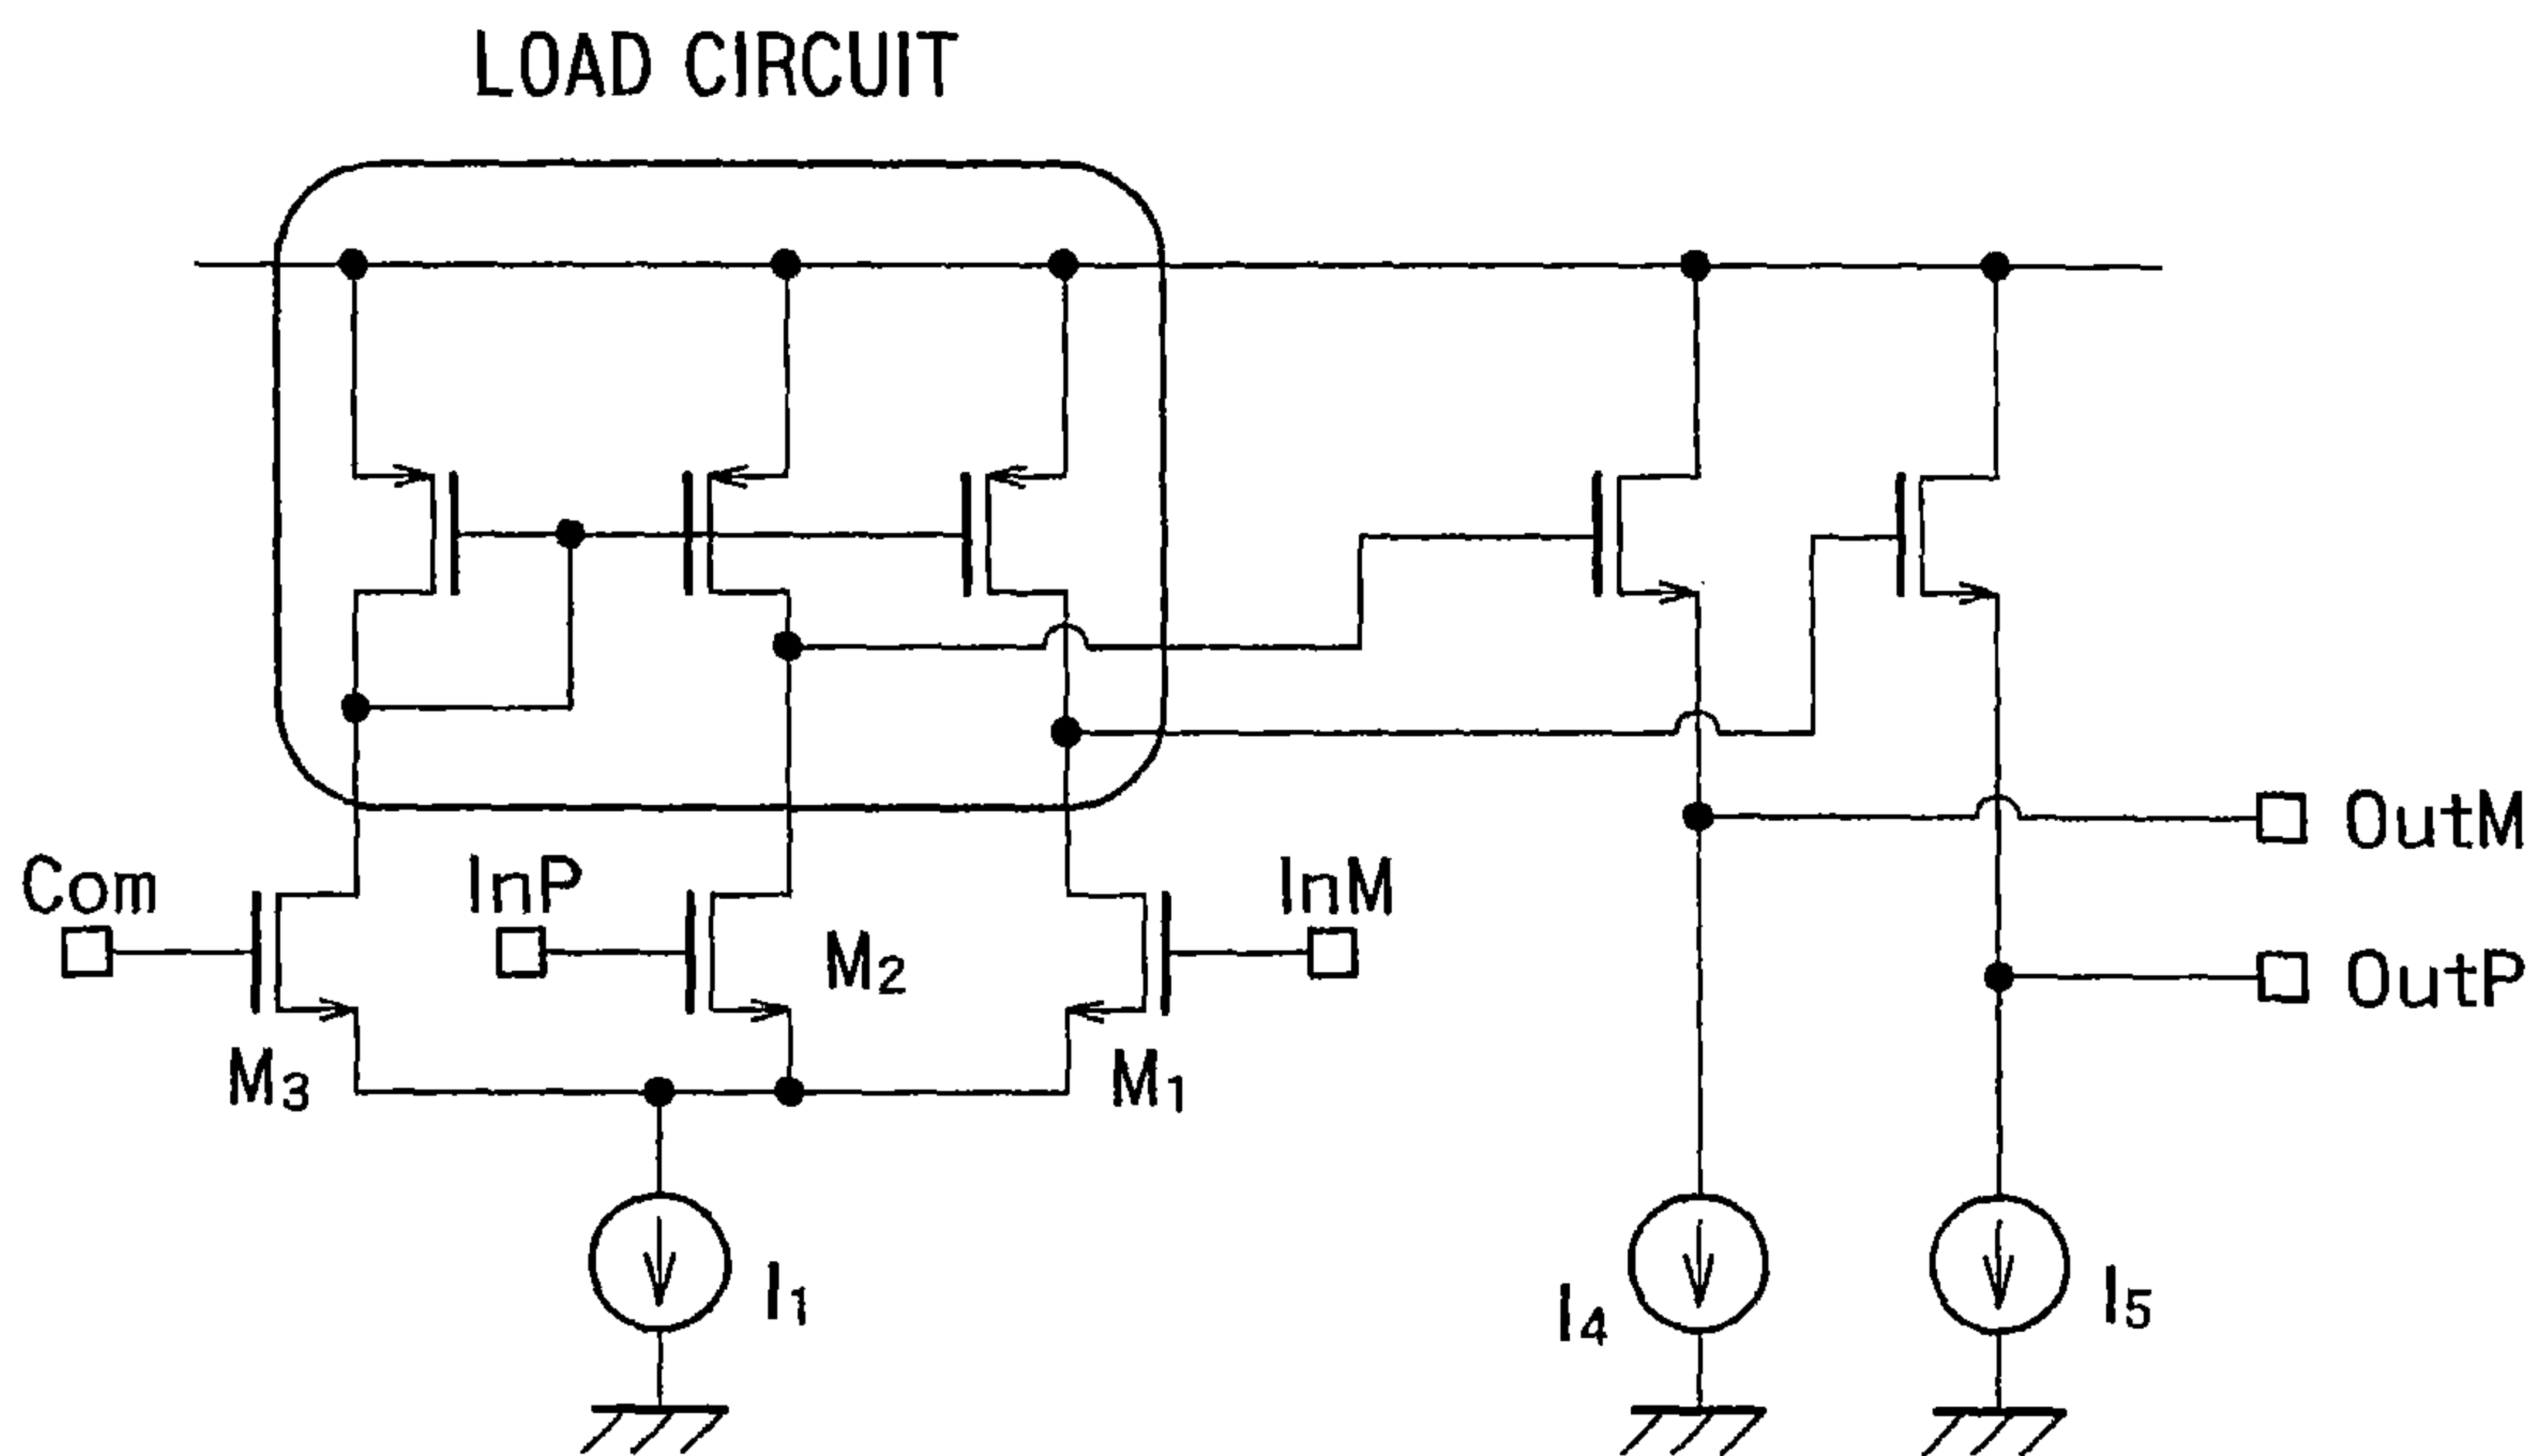 LOAD CIRCUIT
Com
InP
InM
M2
M3
M1
OutM
OutP
I1
I4
I5